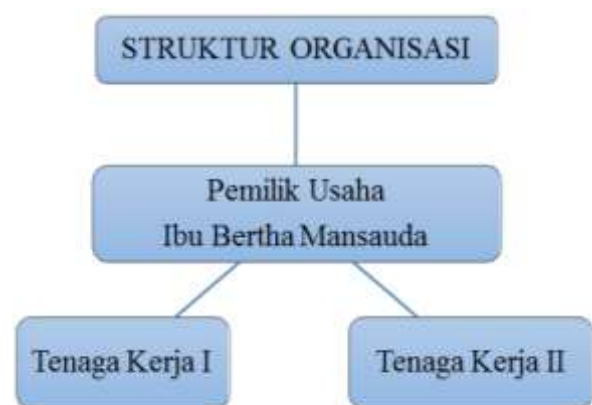 STRUKTUR ORGANISASI
Pemilik Usaha
Ibu Bertha Mansauda
Tenaga Kerja I
Tenaga Kerja II